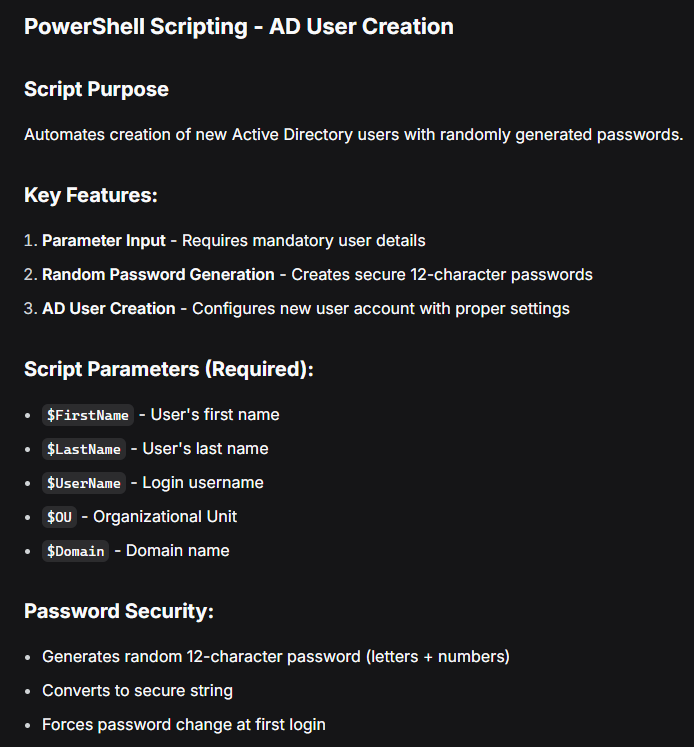 PowerShell Scripting - AD User Creation
Script Purpose
Automates creation of new Active Directory users with randomly generated passwords.
Key Features:
1. Parameter Input - Requires mandatory user details
2. Random Password Generation - Creates secure 12-character passwords
3. AD User Creation - Configures new user account with proper settings
Script Parameters (Required):
• $FirstName - User's first name
• $LastName - User's last name
• $UserName - Login username
• $OU - Organizational Unit
• $Domain - Domain name
Password Security:
• Generates random 12-character password (letters + numbers)
• Converts to secure string
• Forces password change at first login